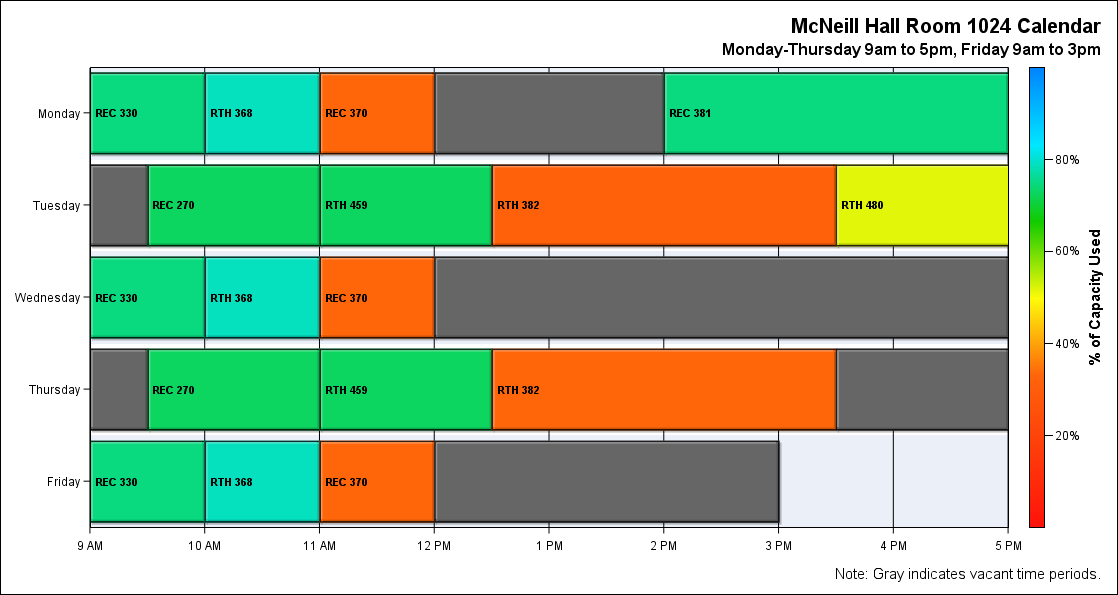 McNeill Hall Room 1024 Calendar
Monday-Thursday 9am to 5pm, Friday 9am to 3pm
Monday
REC 330
RTH 368
REC 370
REC 381
Tuesday
REC 270
RTH 459
RTH 382
RTH 480
Wednesday
REC 330
RTH 368
REC 370
Thursday
REC 270
RTH 459
RTH 382
Friday
REC 330
RTH 368
REC 370
9 AM
10 AM
11 AM
12 PM
1 PM
2 PM
3 PM
4 PM
5 PM
80%
60%
40%
20%
% of Capacity Used
Note: Gray indicates vacant time periods.